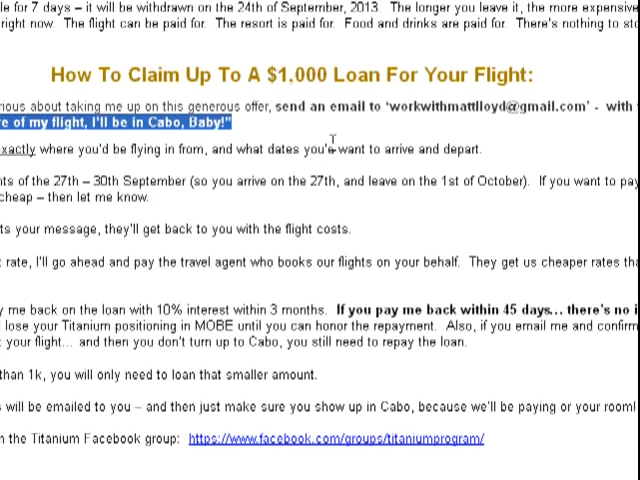 le for 7 days – it will be withdrawn on the 24th of September, 2013. The longer you leave it, the more expensive
right now. The flight can be paid for. The resort is paid for. Food and drinks are paid for. There's nothing to sto
How To Claim Up To A $1,000 Loan For Your Flight:
rious about taking me up on this generous offer, send an email to ‘workwithmattlloyd@gmail.com’ - with
e of my flight, I'll be in Cabo, Baby!”
xactly where you'd be flying in from, and what dates you'd want to arrive and depart.
hts of the 27th – 30th September (so you arrive on the 27th, and leave on the 1st of October). If you want to pay
cheap – then let me know.
ts your message, they'll get back to you with the flight costs.
rate, I'll go ahead and pay the travel agent who books our flights on your behalf. They get us cheaper rates tha
y me back on the loan with 10% interest within 3 months. If you pay me back within 45 days... there's no i
lose your Titanium positioning in MOBE until you can honor the repayment. Also, if you email me and confirm
your flight... and then you don't turn up to Cabo, you still need to repay the loan.
than 1k, you will only need to loan that smaller amount.
s will be emailed to you – and then just make sure you show up in Cabo, because we'll be paying or your room!
n the Titanium Facebook group: https://www.facebook.com/groups/titaniumprogram/